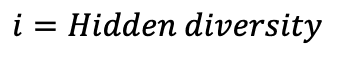 i = Hidden diversity